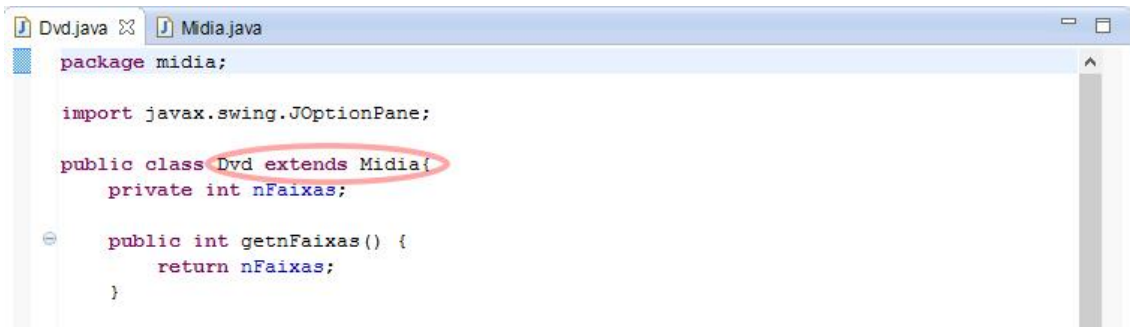 Dvd.java Midia.java
package midia;
import javax.swing.JOptionPane;
public class Dvd extends Midia{
private int nFaixas;
public int getnFaixas() {
return nFaixas;
}